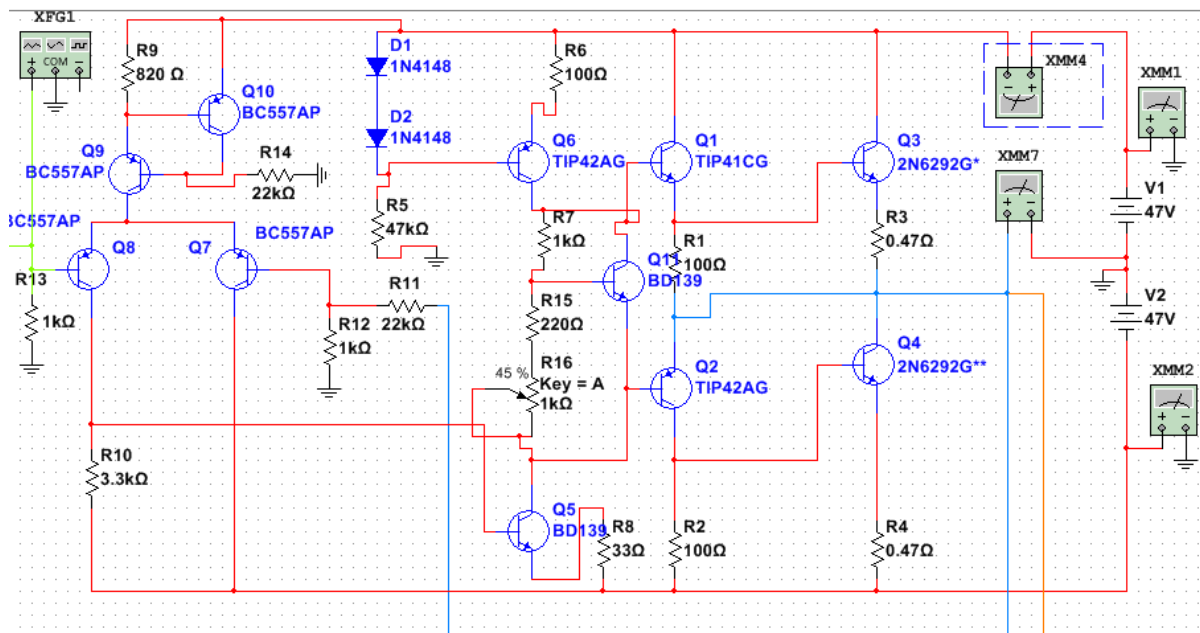 XFG1
COM
R9
820 Ω
Q10
BC557AP
Q9
BC557AP
R14
22kΩ
BC557AP
Q8
Q7
BC557AP
R13
1kΩ
R11
22kΩ
R12
1kΩ
R10
3.3kΩ
D1
1N4148
D2
1N4148
R5
47kΩ
R6
100Ω
Q6
TIP42AG
R7
1kΩ
Q11
BD139
R15
220Ω
R16
45 %
Key = A
1kΩ
Q5
BD139
R8
33Ω
Q1
TIP41CG
R1
100Ω
Q2
TIP42AG
R2
100Ω
Q3
2N6292G*
R3
0.47Ω
Q4
2N6292G**
R4
0.47Ω
XMM4
XMM1
XMM7
V1
47V
V2
47V
XMM2